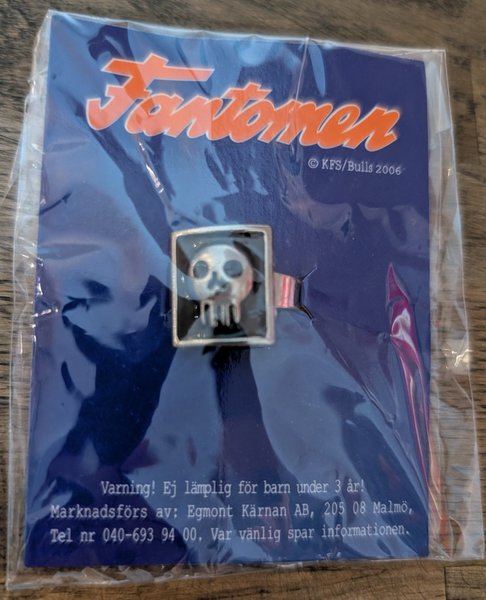 Fantomen
© KFS/Bulls 2006
Varning! Ej lämplig för barn under 3 år!
Marknadsförs av: Egmont Kärnan AB, 205 08 Malmö,
Tel nr 040-693 94 00. Var vänlig spar informationen.